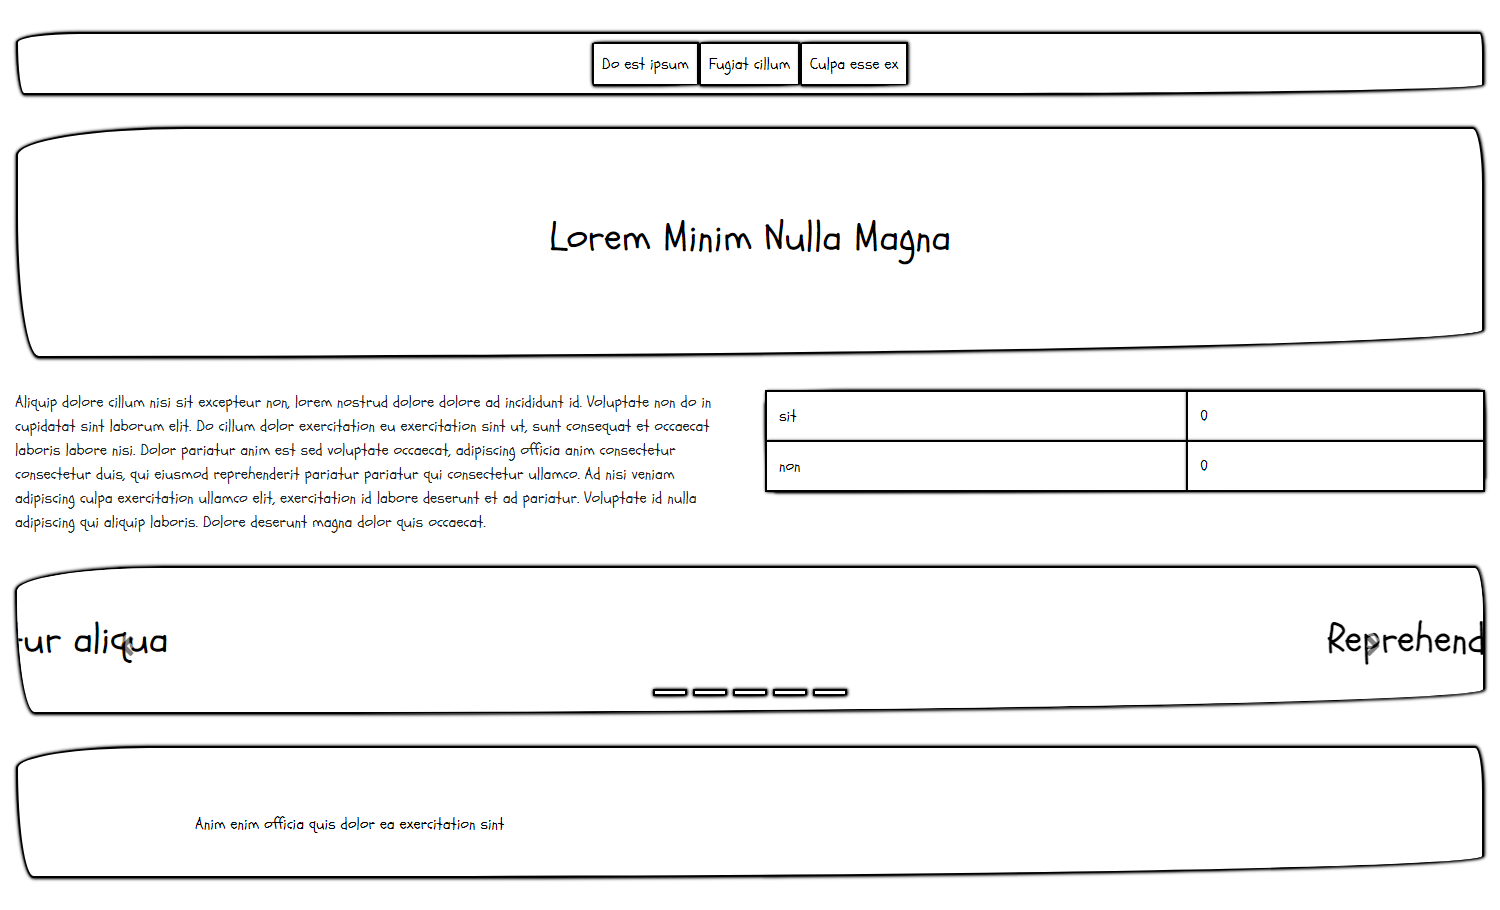 Do est ipsum
Fugiat cillum
Culpa esse ex
Lorem Minim Nulla Magna
Aliquip dolore cillum nisi sit excepteur non, lorem nostrud dolore dolore ad incididunt id. Voluptate non do in
cupidatat sint laborum elit. Do cillum dolor exercitation eu exercitation sint ut, sunt consequat et occaecat
laboris labore nisi. Dolor pariatur anim est sed voluptate occaecat, adipiscing officia anim consectetur
consectetur duis, qui eiusmod reprehenderit pariatur pariatur qui consectetur ullamco. Ad nisi veniam
adipiscing culpa exercitation ullamco elit, exercitation id labore deserunt et ad pariatur. Voluptate id nulla
adipiscing qui aliquip laboris. Dolore deserunt magna dolor quis occaecat.
sit 0
non 0
ur aliqua
Reprehend
Anim enim officia quis dolor ea exercitation sint